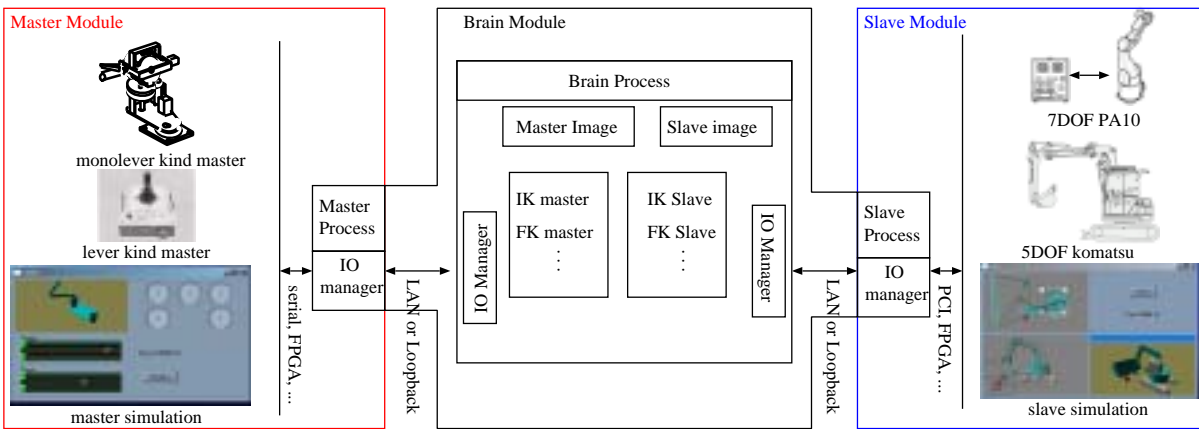 Master Module
monolever kind master
lever kind master
master simulation
serial, FPGA, ...
Master
Process
IO
manager
LAN or Loopback
Brain Module
Brain Process
Master Image
Slave image
IO Manager
IK master
FK master
IK Slave
FK Slave
IO Manager
LAN or Loopback
Slave
Process
IO
manager
PCI, FPGA, ...
Slave Module
7DOF PA10
5DOF komatsu
slave simulation